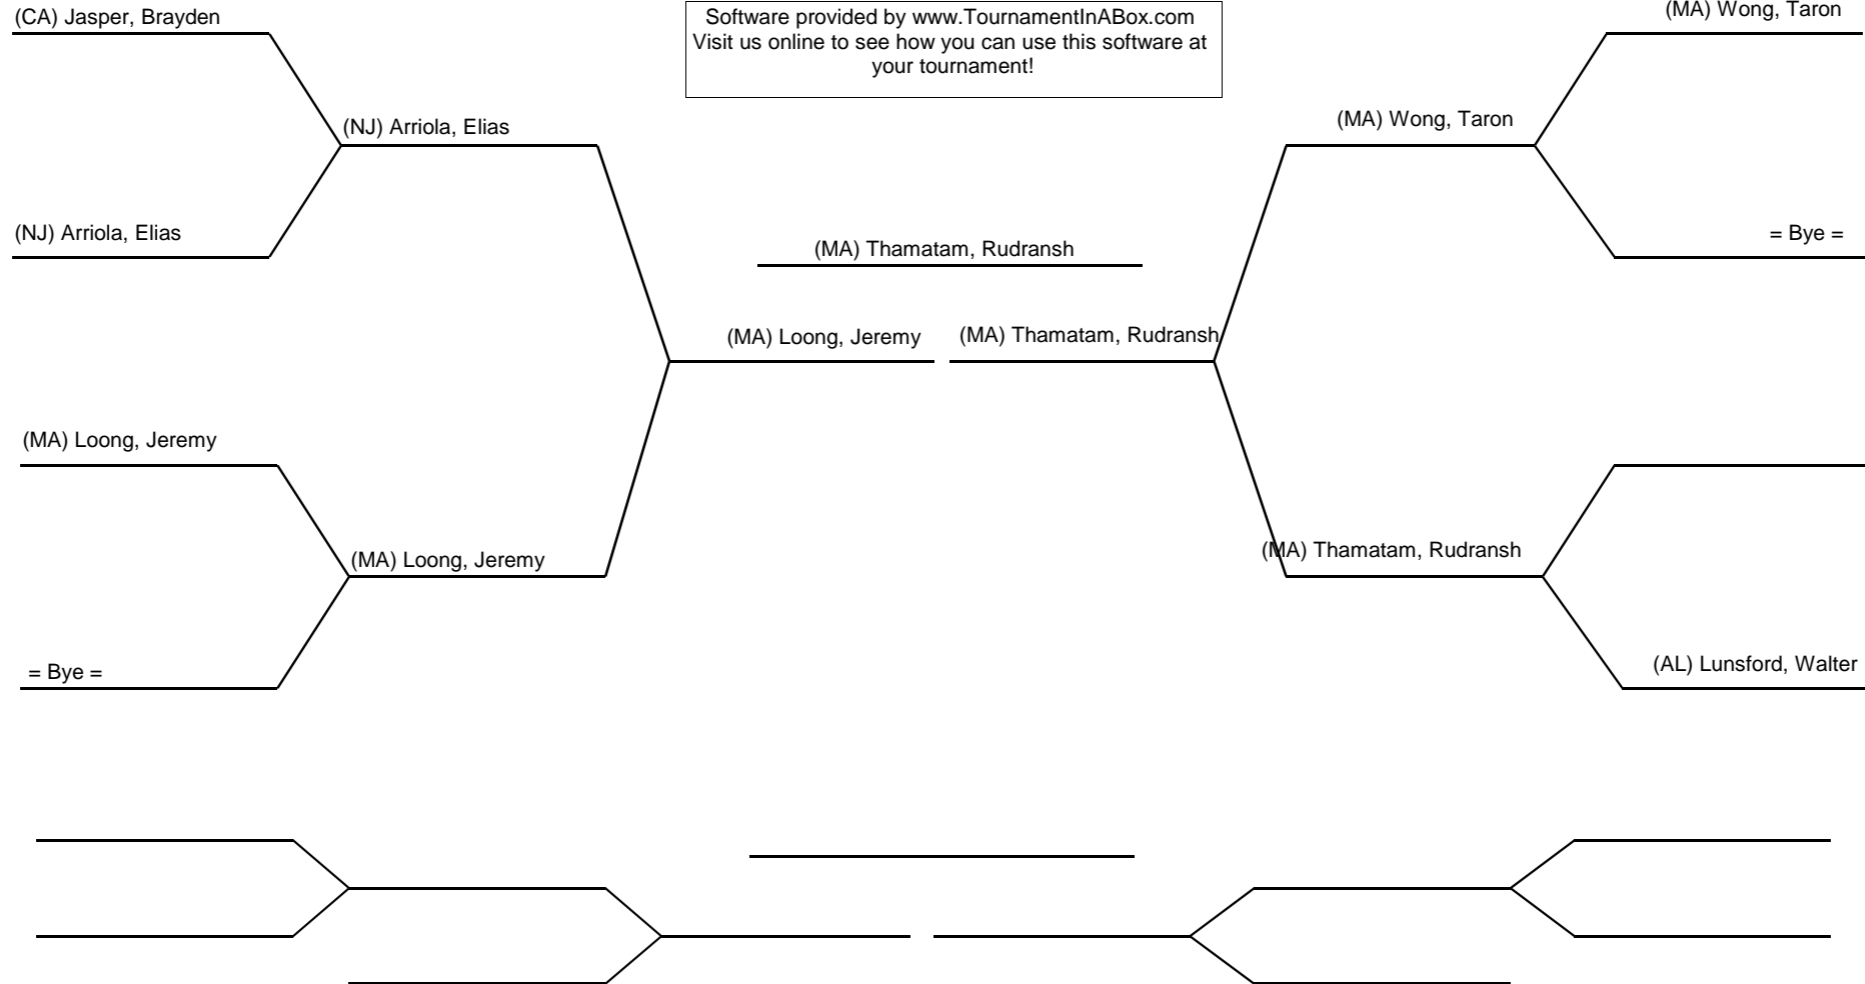 (CA) Jasper, Brayden
Software provided by www.TournamentInABox.com
Visit us online to see how you can use this software at
your tournament!
(MA) Wong, Taron
(NJ) Arriola, Elias
(MA) Wong, Taron
(NJ) Arriola, Elias
(MA) Thamatam, Rudransh
= Bye =
(MA) Loong, Jeremy
(MA) Thamatam, Rudransh
(MA) Loong, Jeremy
(MA) Loong, Jeremy
(MA) Thamatam, Rudransh
= Bye =
(AL) Lunsford, Walter